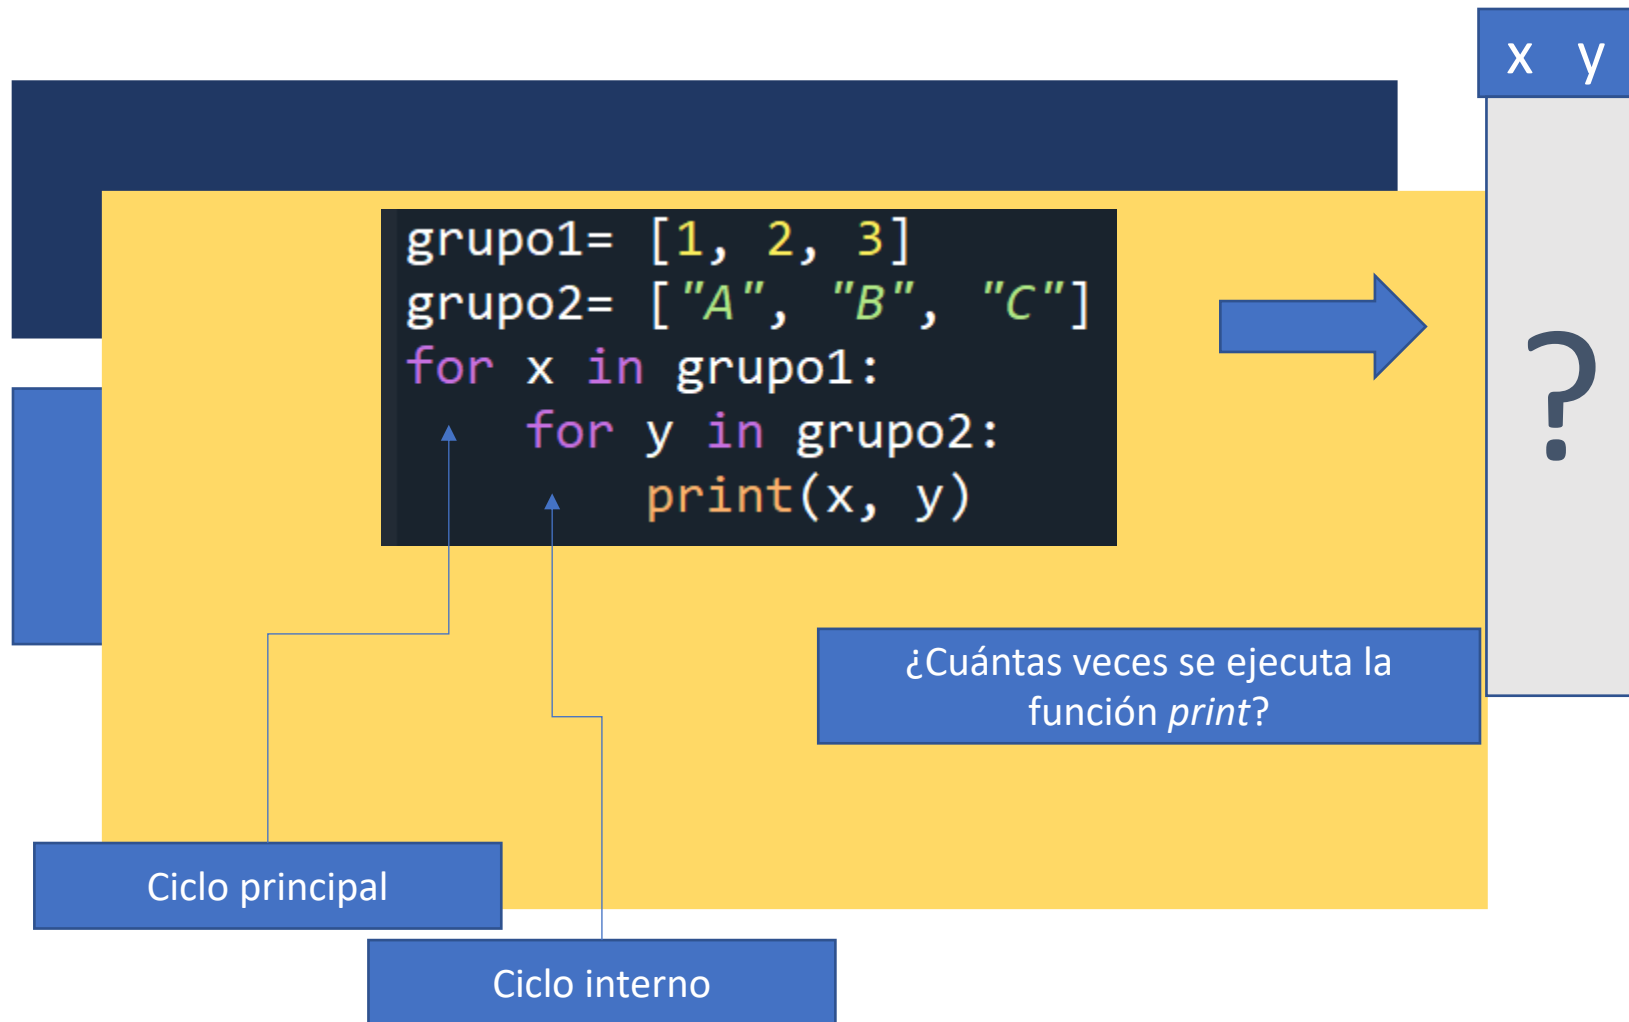 x y
grupo1= [1, 2, 3]
grupo2= ["A", "B", "C"]
for x in grupo1:
    for y in grupo2:
        print(x, y)
?
¿Cuántas veces se ejecuta la
función print?
Ciclo principal
Ciclo interno